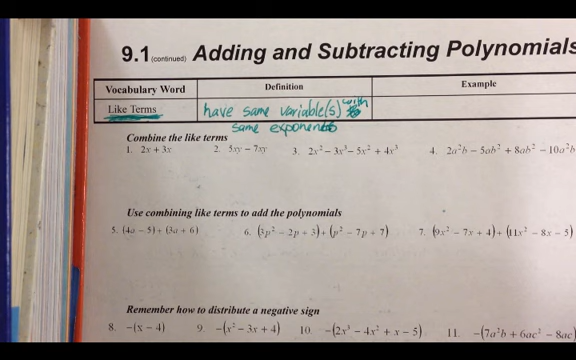 9.1 (continued) Adding and Subtracting Polynomials
Vocabulary Word Definition Example
Like Terms have same variable(s) with
same exponents
Combine the like terms
1. 2x + 3x 2. 5xy − 7xy 3. 2x² − 3x³ − 5x² + 4x³ 4. 2a²b − 5ab² + 8ab² − 10a²b
Use combining like terms to add the polynomials
5. (4a − 5) + (3a + 6) 6. (3p² − 2p + 3) + (p² − 7p + 7) 7. (9x² − 7x + 4) + (11x² − 8x − 5)
Remember how to distribute a negative sign
8. −(x − 4) 9. −(x² − 3x + 4) 10. −(2x³ − 4x² + x − 5) 11. −(7a²b + 6ac² − 8ac